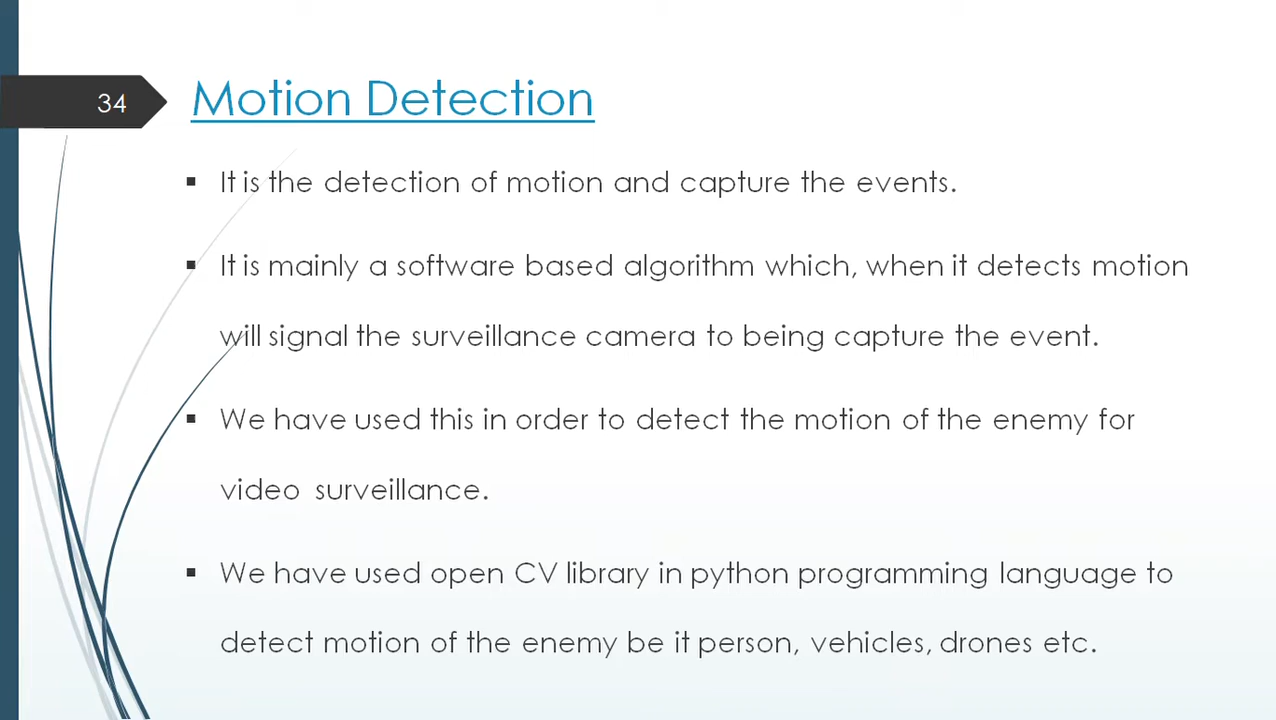 34
Motion Detection
▪ It is the detection of motion and capture the events.
▪ It is mainly a software based algorithm which, when it detects motion
will signal the surveillance camera to being capture the event.
▪ We have used this in order to detect the motion of the enemy for
video surveillance.
▪ We have used open CV library in python programming language to
detect motion of the enemy be it person, vehicles, drones etc.